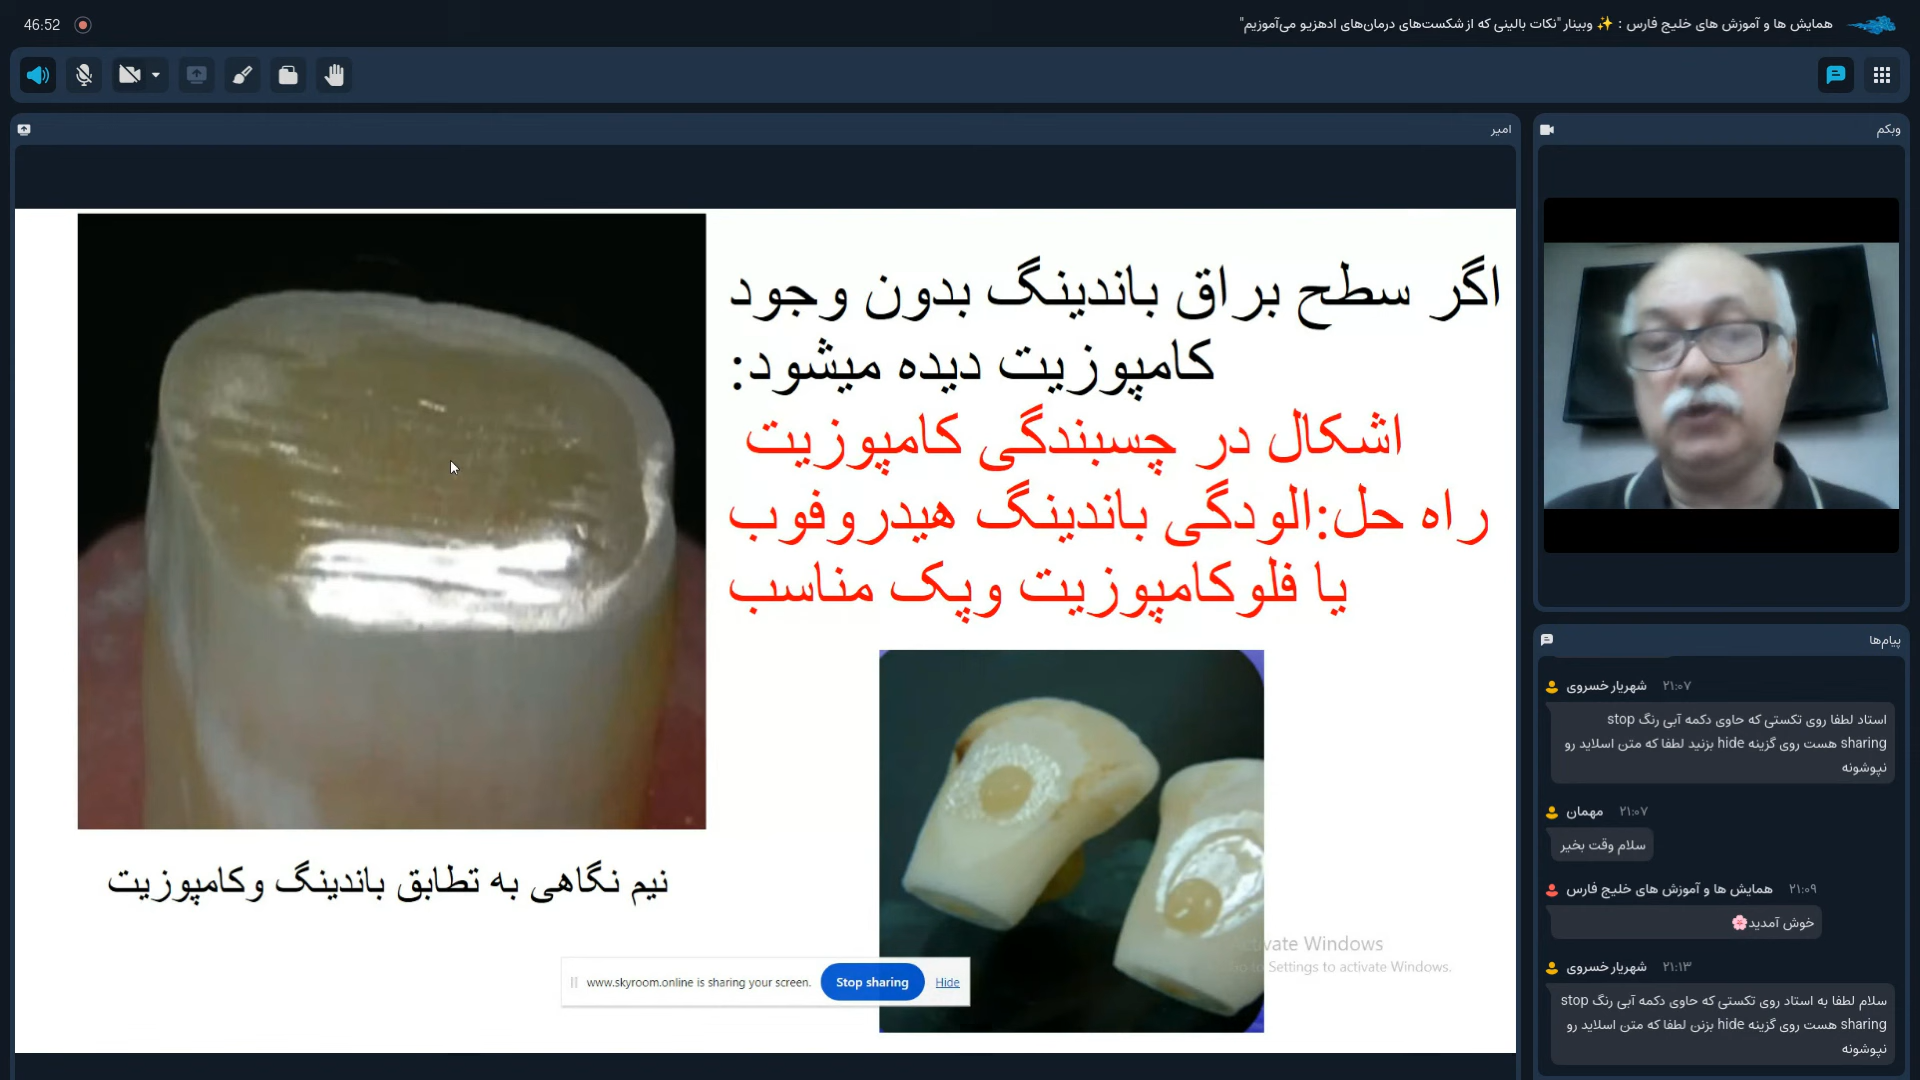 46:52
همایش ها و آموزش های خلیج فارس : ✨ وبینار "نکات بالینی که از شکست‌های درمان‌های ادهزیو می‌آموزیم"
امیر
وبکم
اگر سطح براق باندینگ بدون وجود
کامپوزیت دیده میشود:
اشکال در چسبندگی کامپوزیت
راه حل:الودگی باندینگ هیدروفوب
یا فلوکامپوزیت وپک مناسب
نیم نگاهی به تطابق باندینگ وکامپوزیت
www.skyroom.online is sharing your screen.
Stop sharing
Hide
vate Windows
Settings to activate Windows.
پیام‌ها
شهریار خسروی ۲۱:۰۷
استاد لطفا روی تکستی که حاوی دکمه آبی رنگ stop
sharing هست روی گزینه hide بزنید لطفا که متن اسلاید رو
نپوشونه
مهمان ۲۱:۰۷
سلام وقت بخیر
همایش ها و آموزش های خلیج فارس ۲۱:۰۹
خوش آمدید🌸
شهریار خسروی ۲۱:۱۳
سلام لطفا به استاد روی تکستی که حاوی دکمه آبی رنگ stop
sharing هست روی گزینه hide بزنن لطفا که متن اسلاید رو
نپوشونه